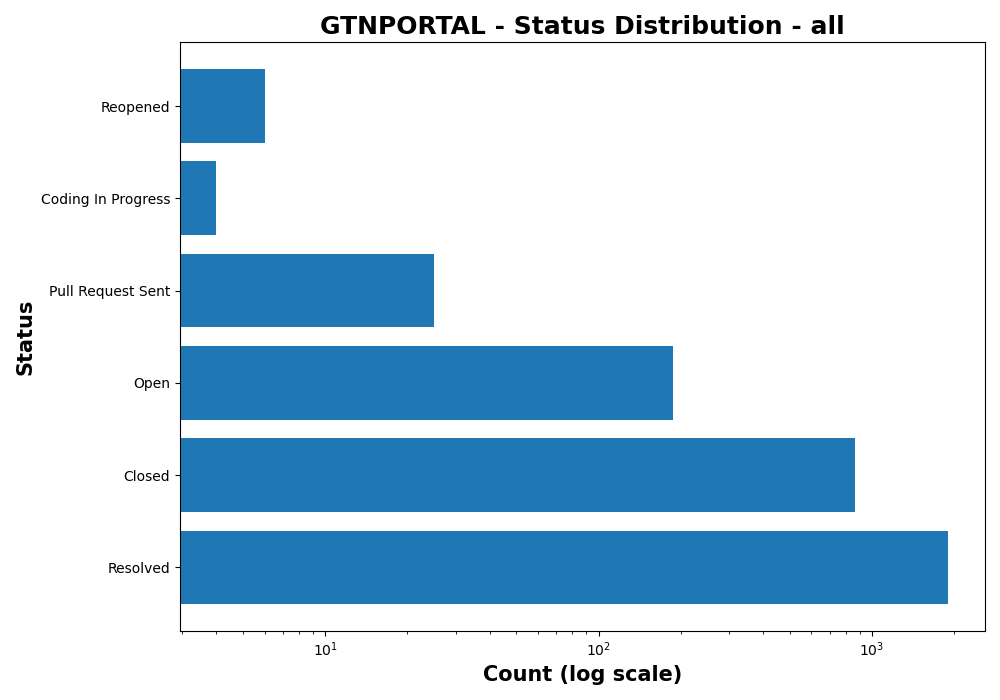 GTNPORTAL - Status Distribution - all
Reopened
Coding In Progress
Pull Request Sent
Open
Closed
Resolved
Status
10¹ 10² 10³
Count (log scale)